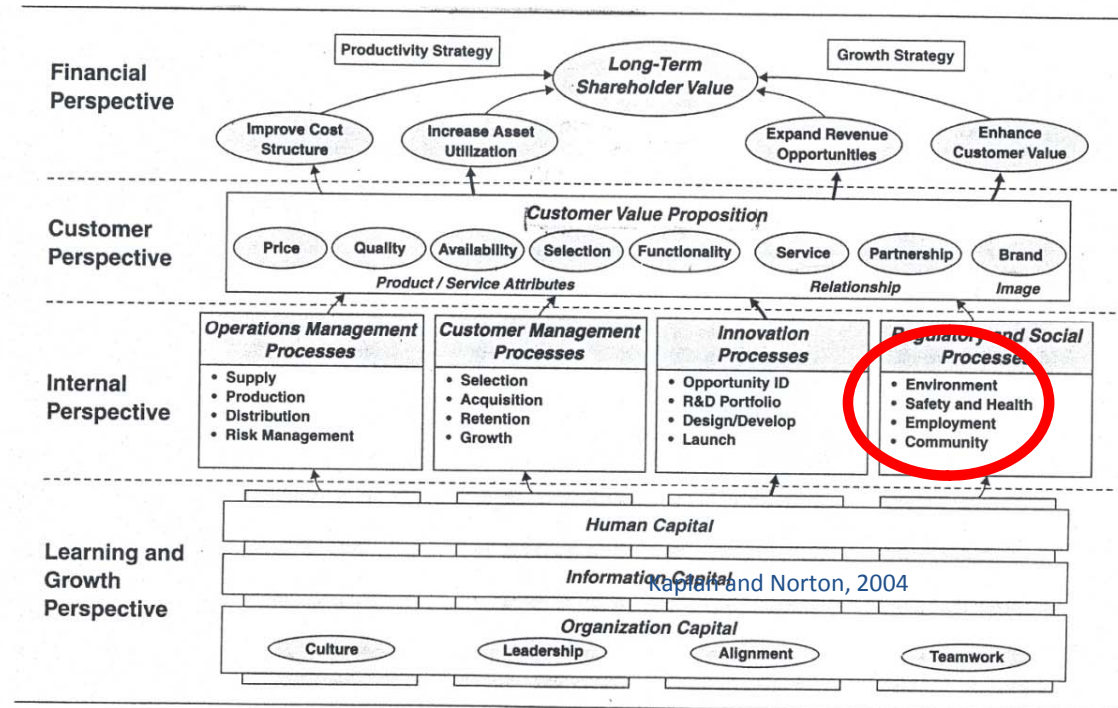 Productivity Strategy
Growth Strategy
Long-Term
Shareholder Value
Financial
Perspective
Improve Cost
Structure
Increase Asset
Utilization
Expand Revenue
Opportunities
Enhance
Customer Value
Customer
Perspective
Customer Value Proposition
Price
Quality
Availability
Selection
Functionality
Service
Partnership
Brand
Product / Service Attributes
Relationship
Image
Internal
Perspective
Operations Management
Processes
• Supply
• Production
• Distribution
• Risk Management
Customer Management
Processes
• Selection
• Acquisition
• Retention
• Growth
Innovation
Processes
• Opportunity ID
• R&D Portfolio
• Design/Develop
• Launch
Regulatory and Social
Processes
• Environment
• Safety and Health
• Employment
• Community
Learning and
Growth
Perspective
Human Capital
Information Capital
Kaplan and Norton, 2004
Organization Capital
Culture
Leadership
Alignment
Teamwork